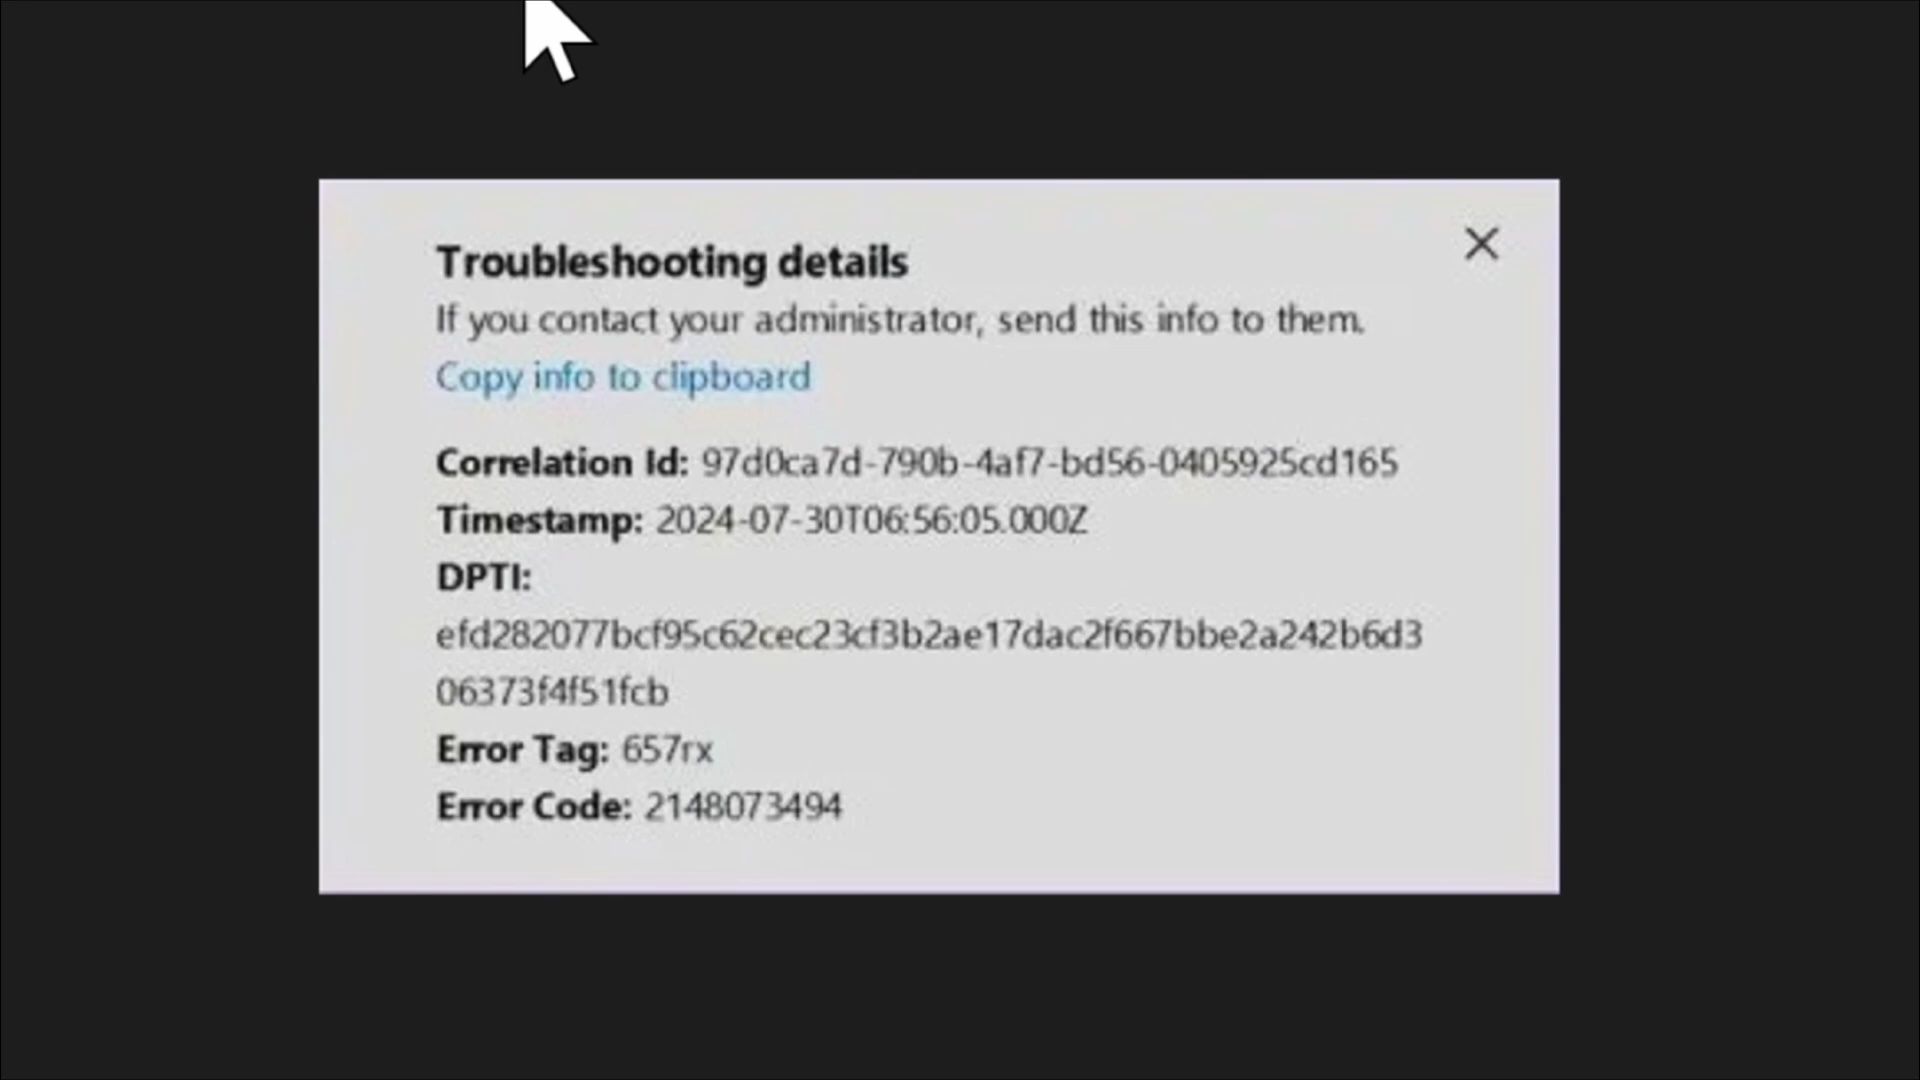 Troubleshooting details
If you contact your administrator, send this info to them.
Copy info to clipboard
Correlation Id: 97d0ca7d-790b-4af7-bd56-0405925cd165
Timestamp: 2024-07-30T06:56:05.000Z
DPTI:
efd282077bcf95c62cec23cf3b2ae17dac2f667bbe2a242b6d3
06373f4f51fcb
Error Tag: 657rx
Error Code: 2148073494